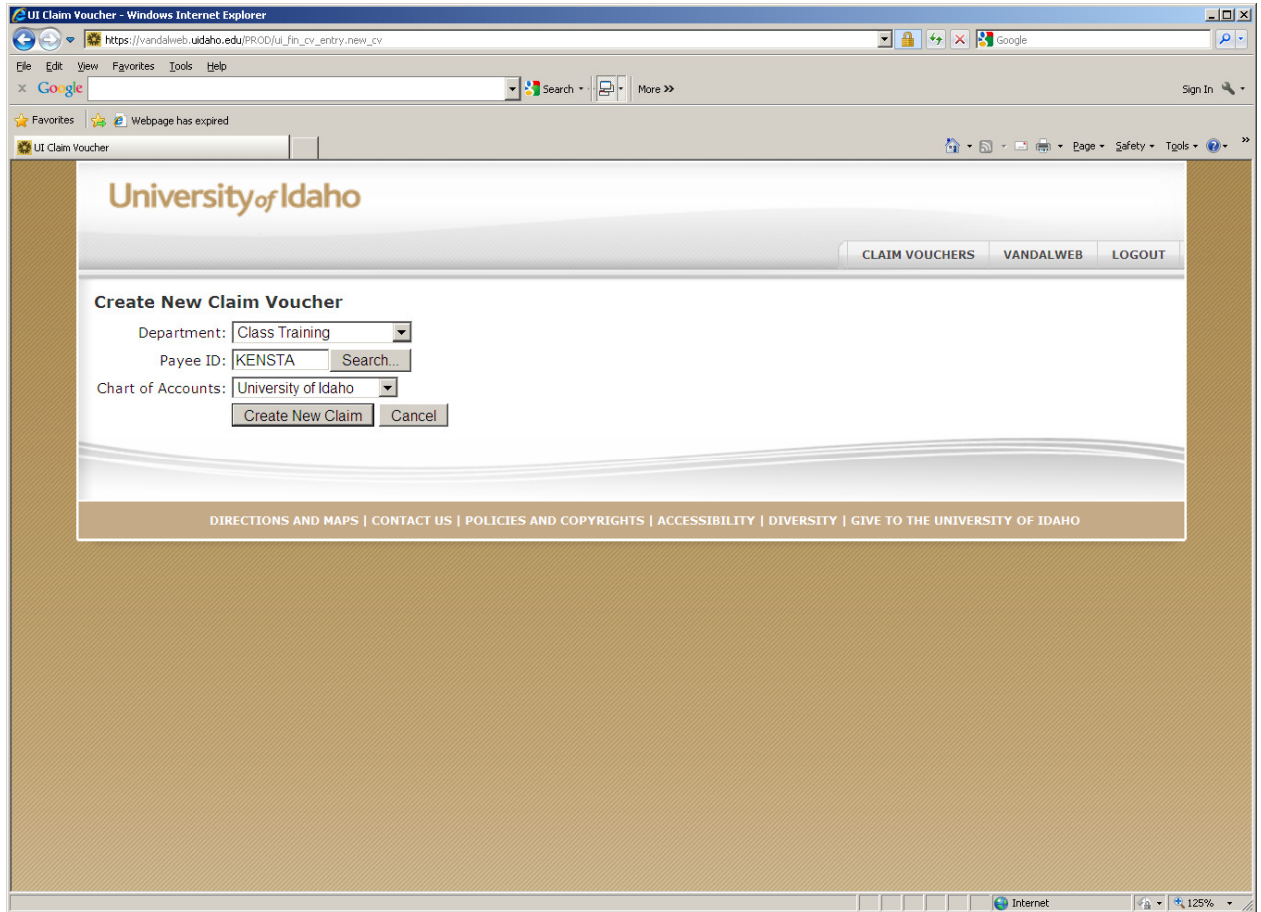 UI Claim Voucher - Windows Internet Explorer
https://vandalweb.uidaho.edu/PROD/ui_fin_cv_entry.new_cv Google
File Edit View Favorites Tools Help
x Google Search More >> Sign In
Favorites Webpage has expired
UI Claim Voucher Page Safety Tools >>
University of Idaho
CLAIM VOUCHERS VANDALWEB LOGOUT
Create New Claim Voucher
Department: Class Training
Payee ID: KENSTA Search...
Chart of Accounts: University of Idaho
Create New Claim Cancel
DIRECTIONS AND MAPS | CONTACT US | POLICIES AND COPYRIGHTS | ACCESSIBILITY | DIVERSITY | GIVE TO THE UNIVERSITY OF IDAHO
Internet 125%